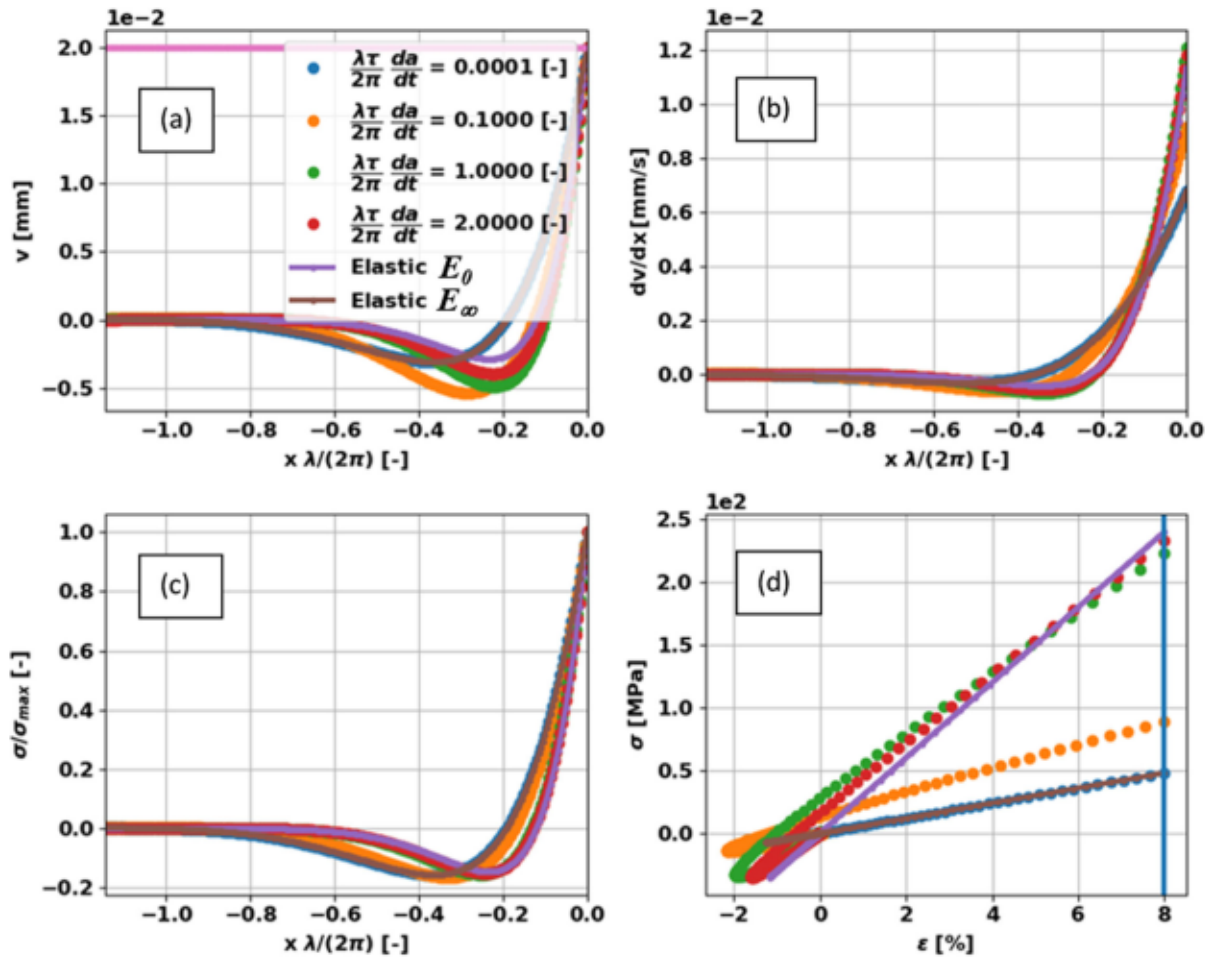 1e−2
2.0
1.5
1.0
0.5
0.0
−0.5
v [mm]
(a)
λτ/2π da/dt = 0.0001 [-]
λτ/2π da/dt = 0.1000 [-]
λτ/2π da/dt = 1.0000 [-]
λτ/2π da/dt = 2.0000 [-]
Elastic E₀
Elastic E∞
−1.0 −0.8 −0.6 −0.4 −0.2 0.0
x λ/(2π) [-]
1e−2
1.2
1.0
0.8
0.6
0.4
0.2
0.0
dv/dx [mm/s]
(b)
−1.0 −0.8 −0.6 −0.4 −0.2 0.0
x λ/(2π) [-]
1.0
0.8
0.6
0.4
0.2
0.0
−0.2
σ/σmax [-]
(c)
−1.0 −0.8 −0.6 −0.4 −0.2 0.0
x λ/(2π) [-]
1e2
2.5
2.0
1.5
1.0
0.5
0.0
σ [MPa]
(d)
−2 0 2 4 6 8
ε [%]